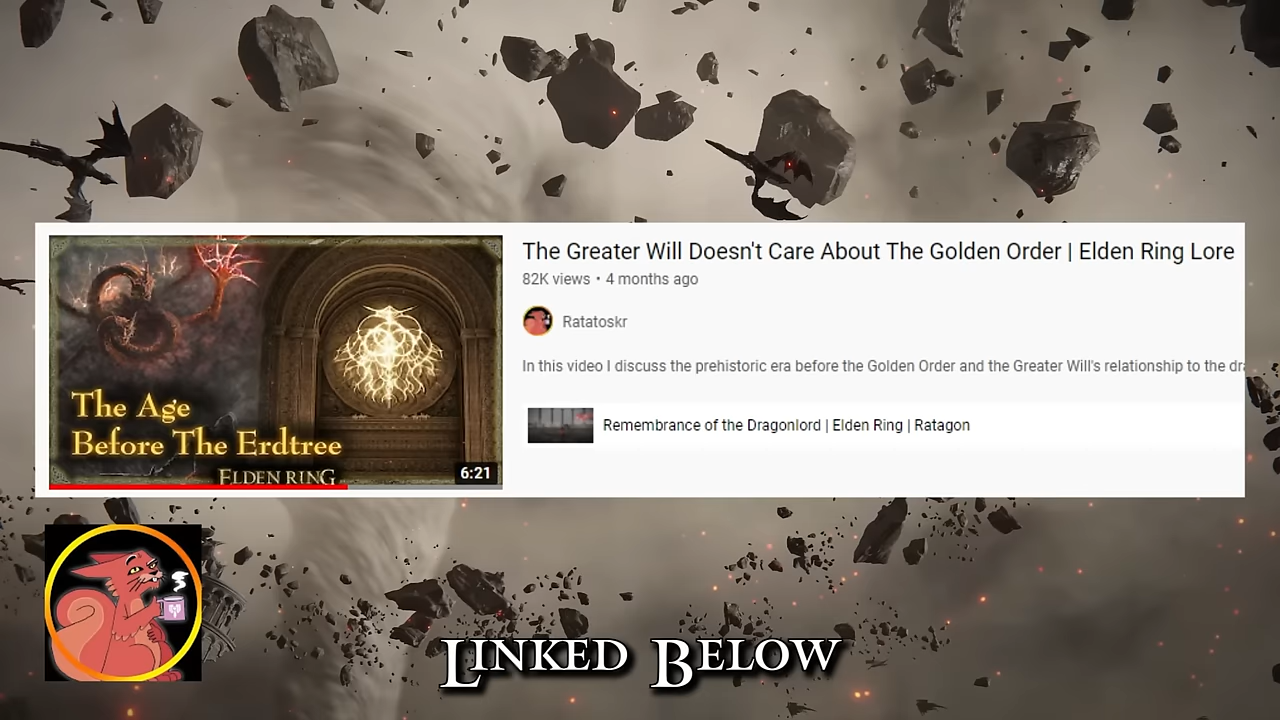 The Greater Will Doesn't Care About The Golden Order | Elden Ring Lore
82K views • 4 months ago
Ratatoskr
In this video I discuss the prehistoric era before the Golden Order and the Greater Will's relationship to the dra
Remembrance of the Dragonlord | Elden Ring | Ratagon
The Age
Before The Erdtree
ELDEN RING
6:21
LINKED BELOW